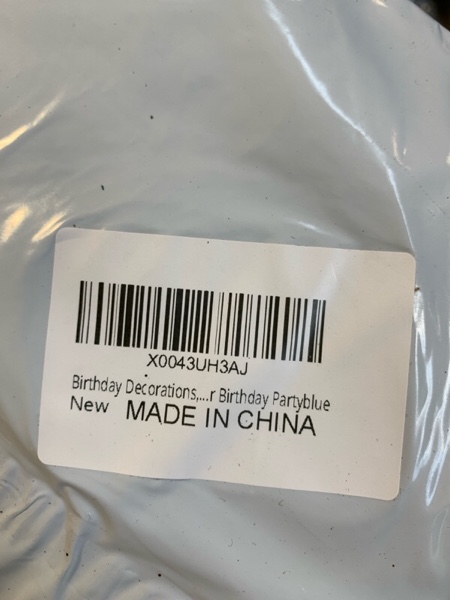 X0043UH3AJ
Birthday Decorations,...r Birthday Partyblue
New MADE IN CHINA